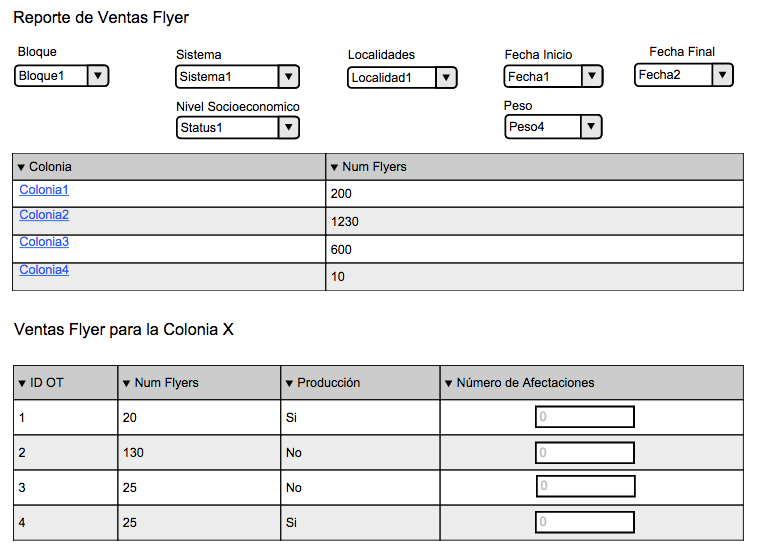 Reporte de Ventas Flyer
Bloque Sistema Localidades Fecha Inicio Fecha Final
Bloque1 Sistema1 Localidad1 Fecha1 Fecha2
Nivel Socioeconomico Peso
Status1 Peso4
Colonia Num Flyers
Colonia1 200
Colonia2 1230
Colonia3 600
Colonia4 10
Ventas Flyer para la Colonia X
ID OT Num Flyers Producción Número de Afectaciones
1 20 Si 0
2 130 No 0
3 25 No 0
4 25 Si 0